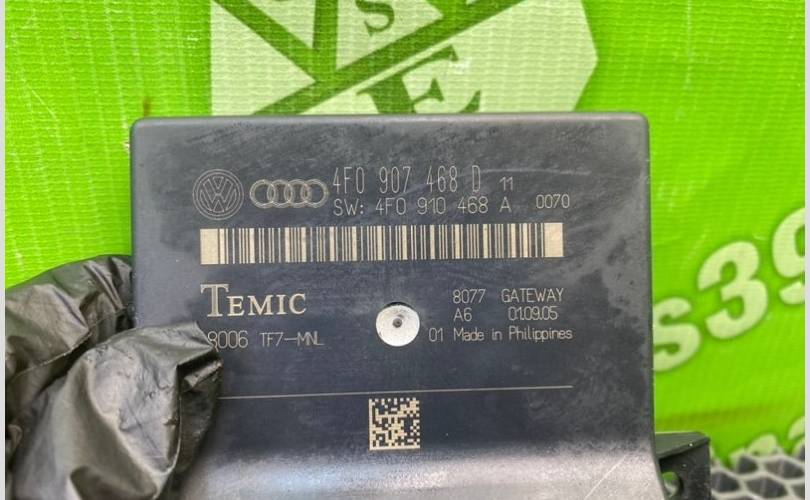 S
E
4F0 907 468 D 11
SW: 4F0 910 468 A 0070
TEMIC
8077 GATEWAY
A6 01.09.05
8006 TF7-MNL
01 Made in Philippines
s39